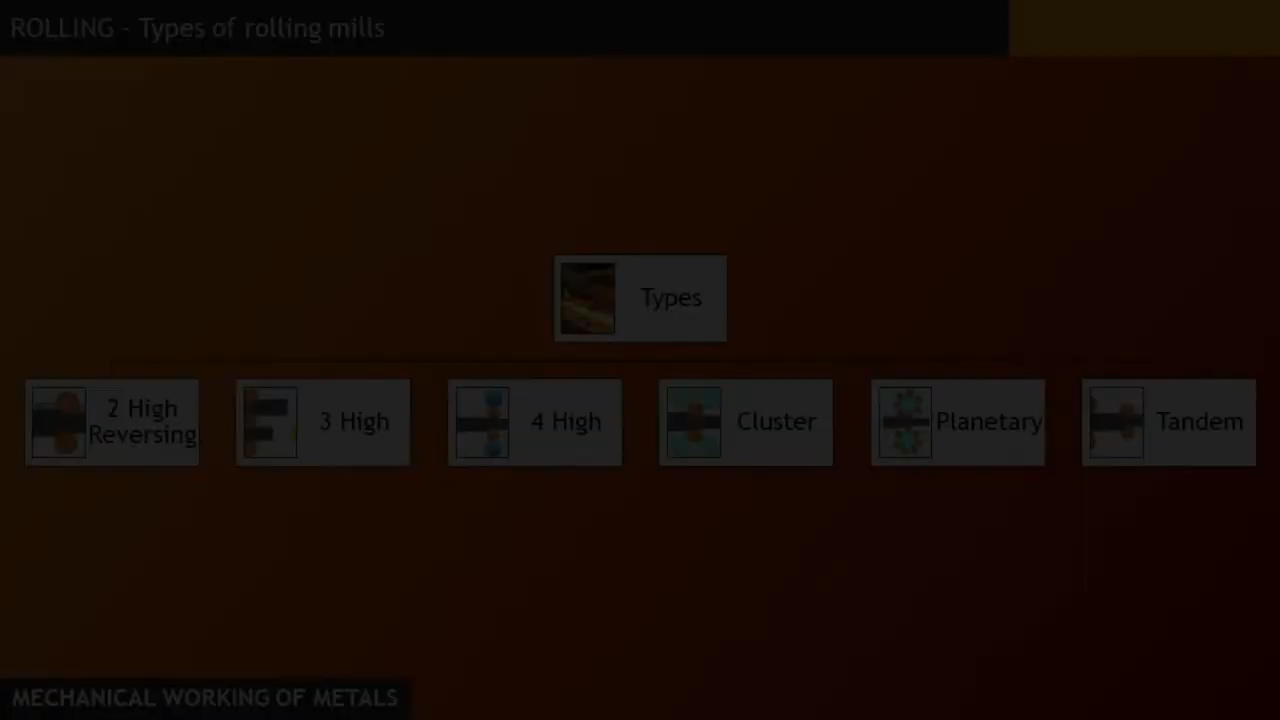 ROLLING - Types of rolling mills
Types
2 High
Reversing
3 High
4 High
Cluster
Planetary
Tandem
MECHANICAL WORKING OF METALS